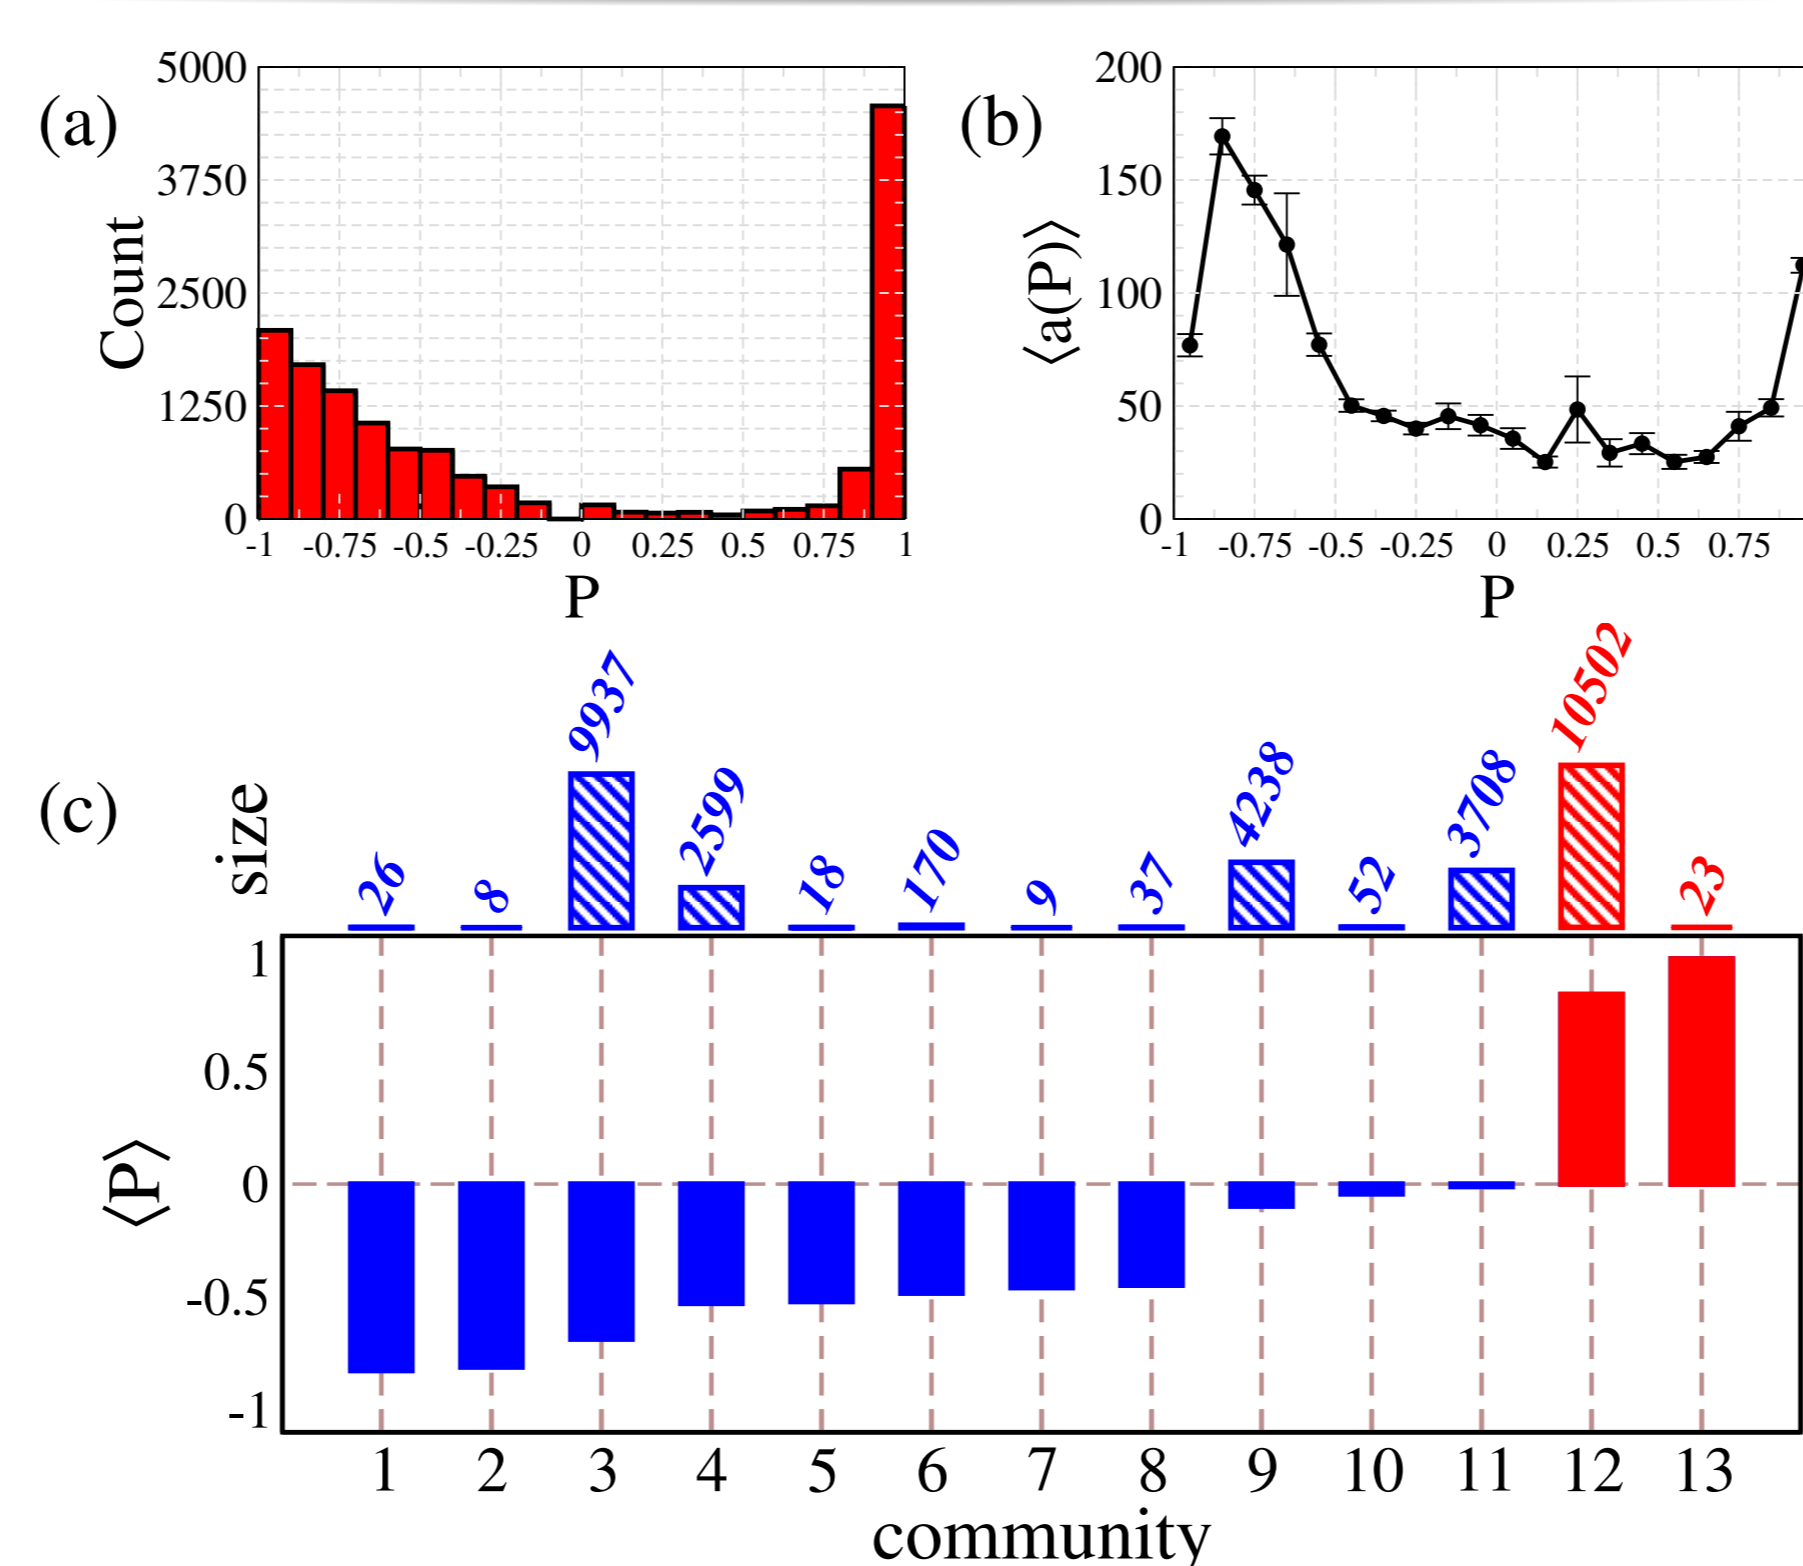 (a)
5000
3750
2500
1250
0
Count
-1 -0.75 -0.5 -0.25 0 0.25 0.5 0.75 1
P
(b)
200
150
100
50
0
⟨a(P)⟩
-1 -0.75 -0.5 -0.25 0 0.25 0.5 0.75
P
(c)
size
26 8 9937 2599 18 170 9 37 4238 52 3708 10502 23
1
0.5
0
-0.5
-1
⟨P⟩
1 2 3 4 5 6 7 8 9 10 11 12 13
community